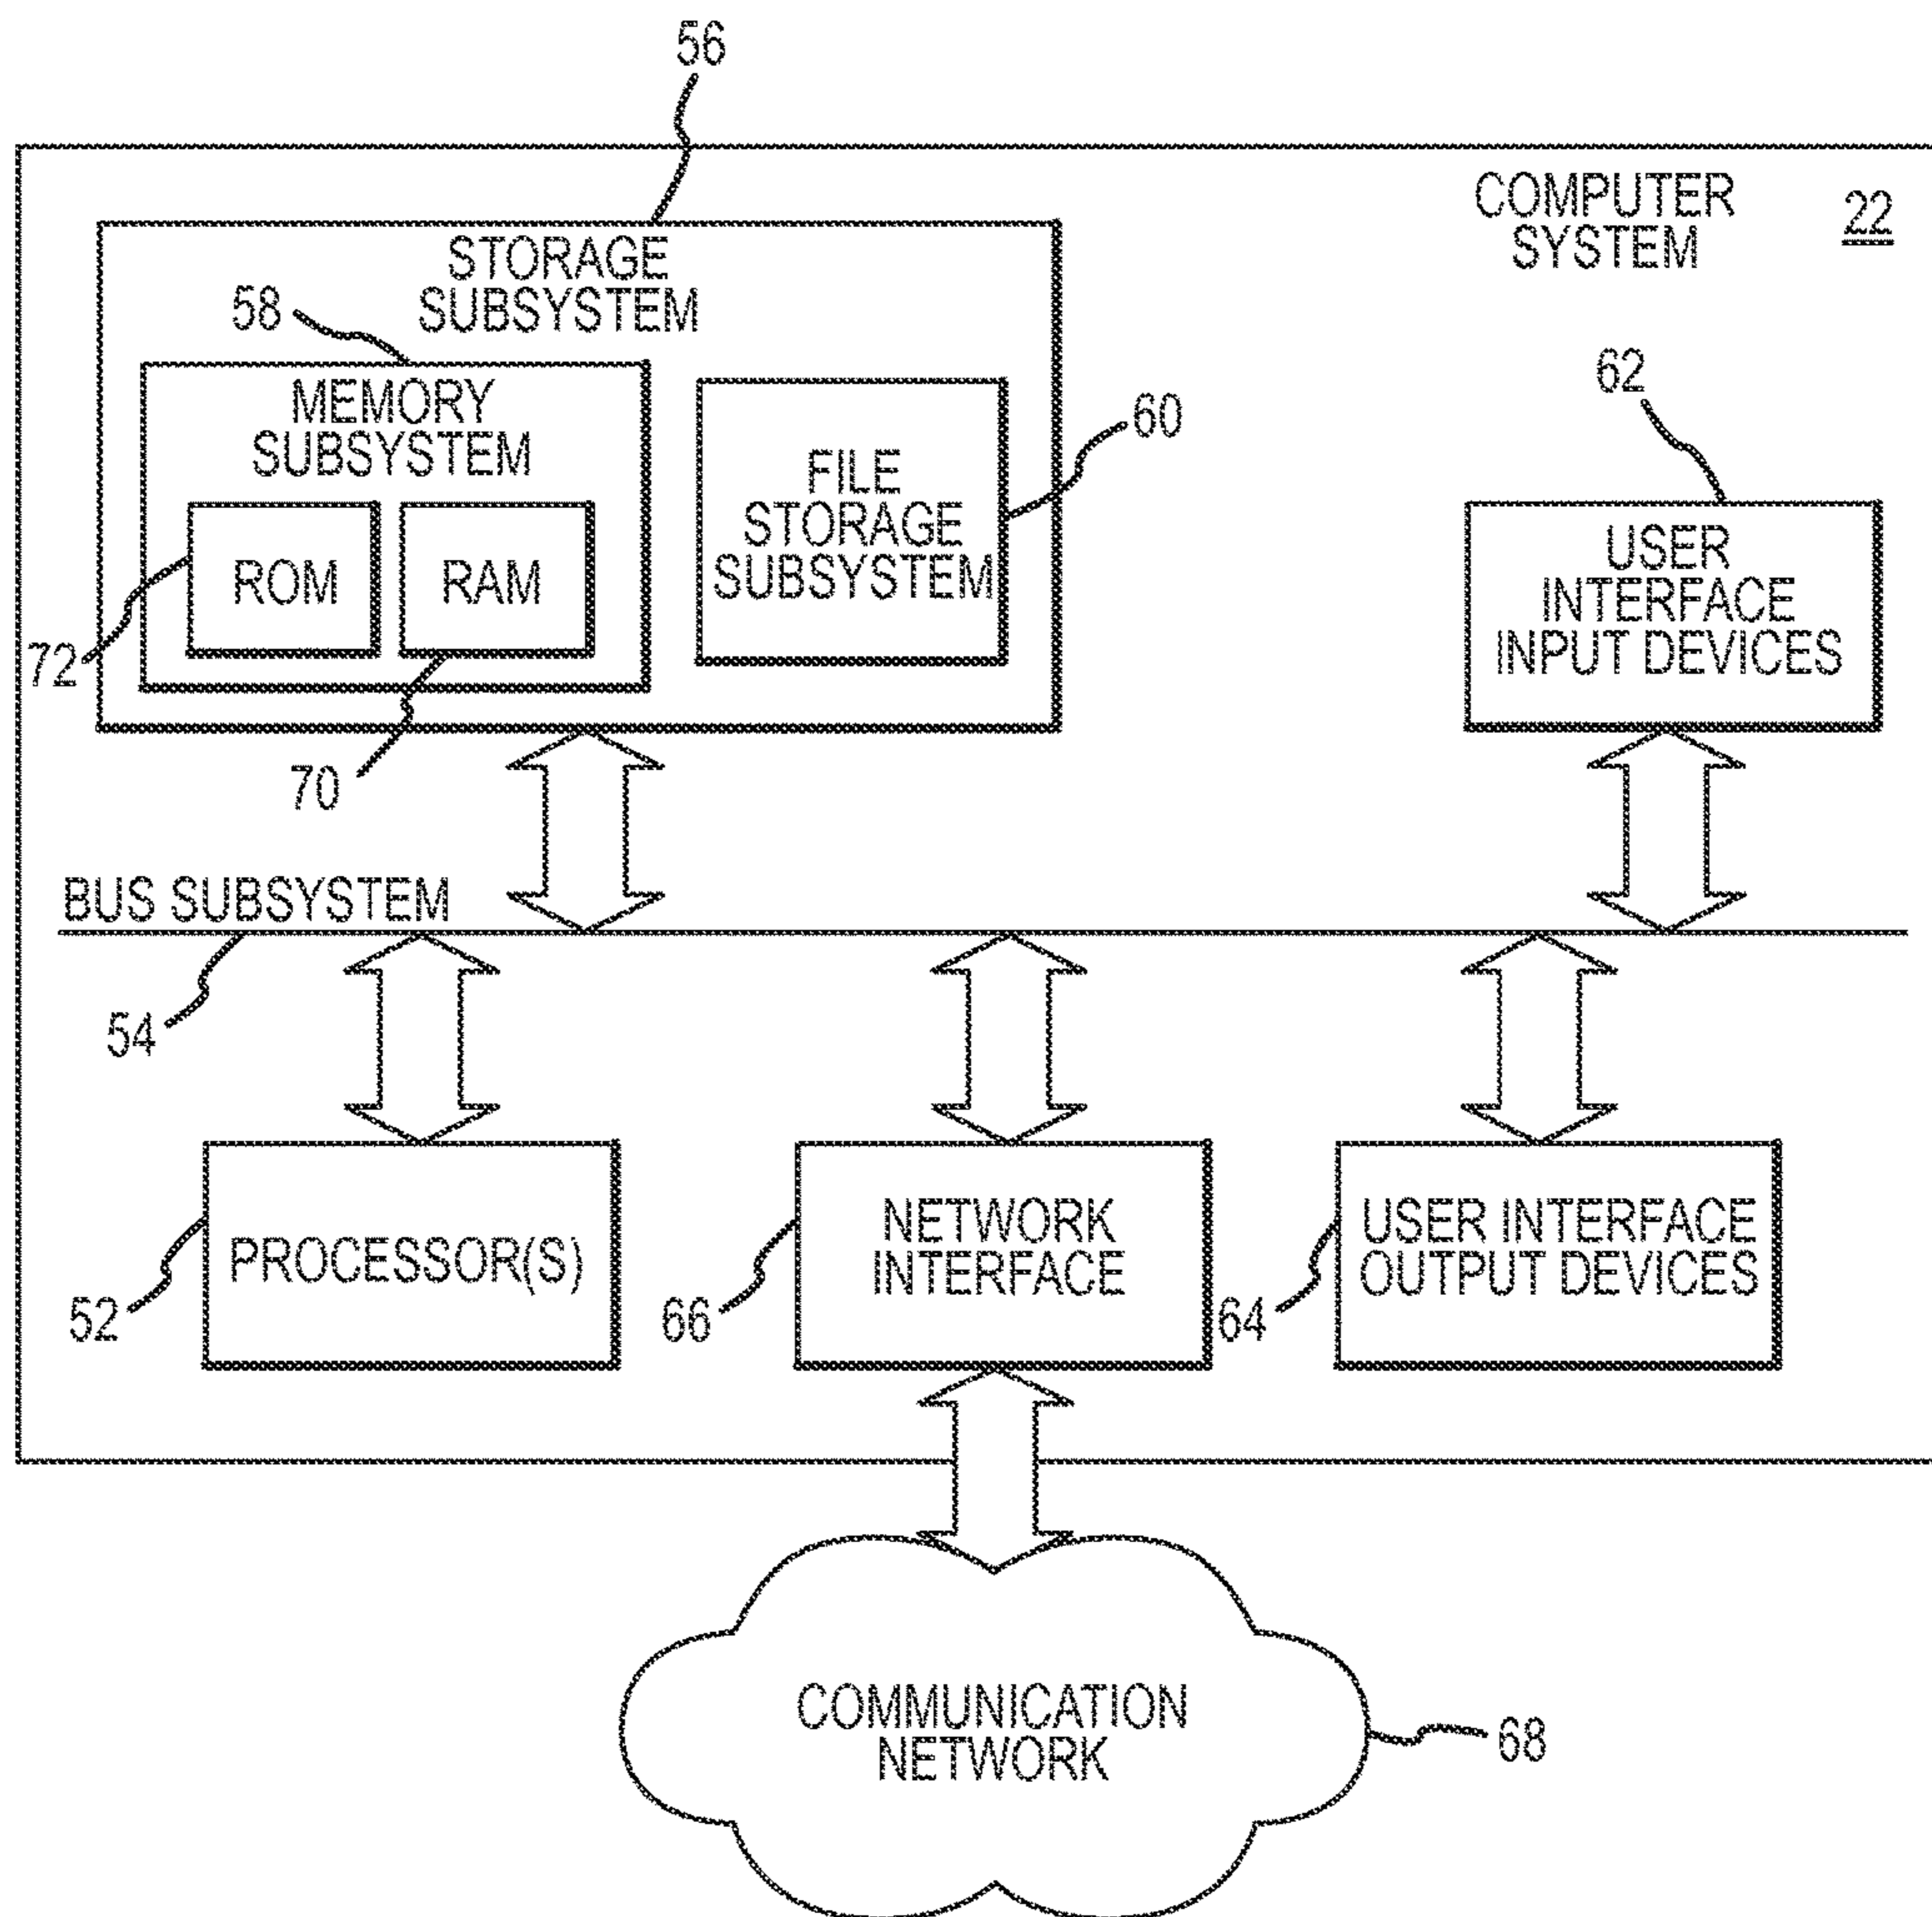 56
COMPUTER
SYSTEM
22
STORAGE
SUBSYSTEM
58
MEMORY
SUBSYSTEM
62
60
FILE
STORAGE
SUBSYSTEM
ROM
RAM
USER
INTERFACE
INPUT DEVICES
72
70
BUS SUBSYSTEM
54
PROCESSOR(S)
NETWORK
INTERFACE
USER INTERFACE
OUTPUT DEVICES
52
66
64
COMMUNICATION
NETWORK
68